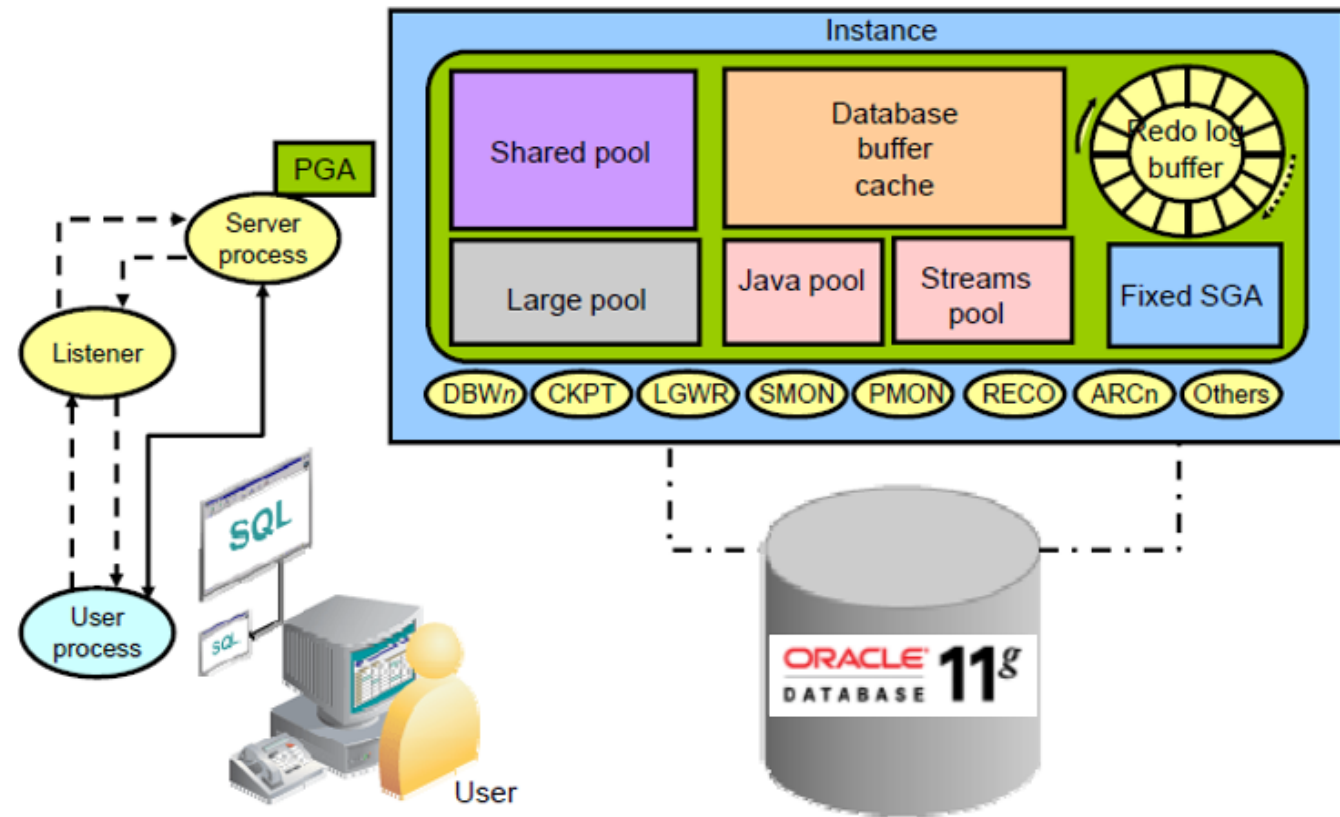 Instance
Shared pool
Database
buffer
cache
Redo log
buffer
PGA
Server
process
Large pool
Java pool
Streams
pool
Fixed SGA
Listener
DBWn
CKPT
LGWR
SMON
PMON
RECO
ARCn
Others
SQL
SQL
User
process
ORACLE
DATABASE
11g
User